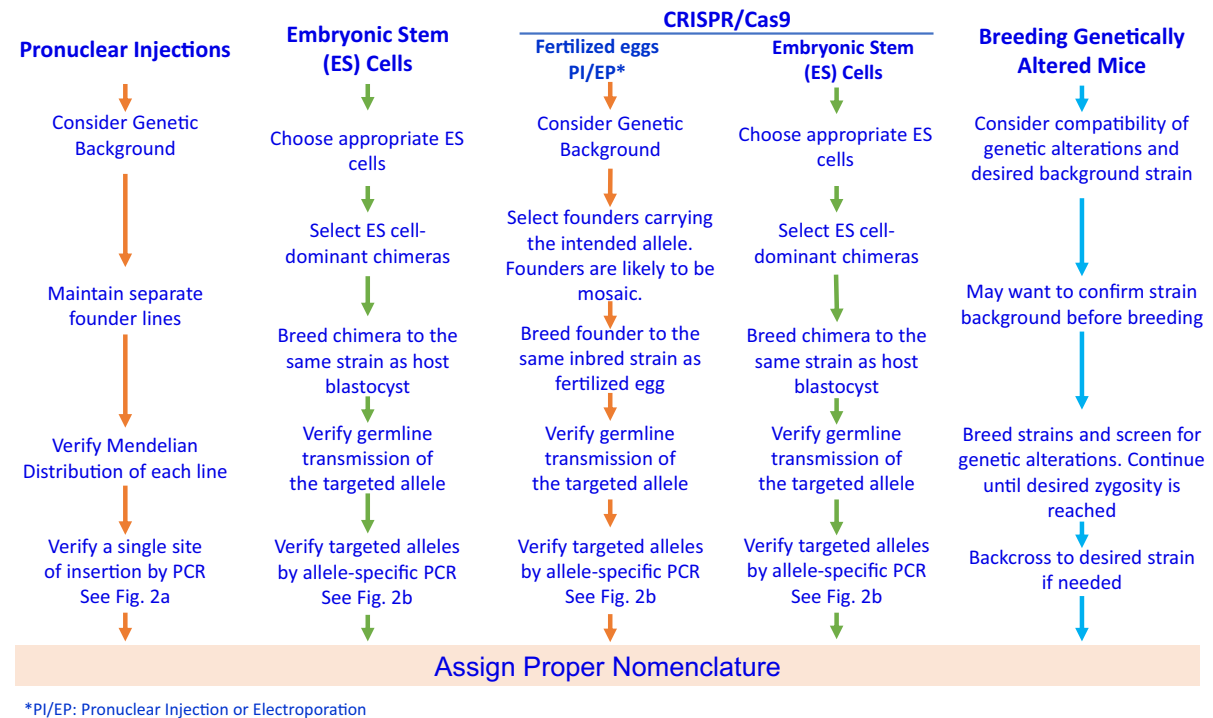 Pronuclear Injections
Consider Genetic
Background
Maintain separate
founder lines
Verify Mendelian
Distribution of each line
Verify a single site
of insertion by PCR
See Fig. 2a
Embryonic Stem
(ES) Cells
Choose appropriate ES
cells
Select ES cell-
dominant chimeras
Breed chimera to the
same strain as host
blastocyst
Verify germline
transmission of
the targeted allele
Verify targeted alleles
by allele-specific PCR
See Fig. 2b
CRISPR/Cas9
Fertilized eggs
PI/EP*
Consider Genetic
Background
Select founders carrying
the intended allele.
Founders are likely to be
mosaic.
Breed founder to the
same inbred strain as
fertilized egg
Verify germline
transmission of
the targeted allele
Verify targeted alleles
by allele-specific PCR
See Fig. 2b
Embryonic Stem
(ES) Cells
Choose appropriate ES
cells
Select ES cell-
dominant chimeras
Breed chimera to the
same strain as host
blastocyst
Verify germline
transmission of
the targeted allele
Verify targeted alleles
by allele-specific PCR
See Fig. 2b
Breeding Genetically
Altered Mice
Consider compatibility of
genetic alterations and
desired background strain
May want to confirm strain
background before breeding
Breed strains and screen for
genetic alterations. Continue
until desired zygosity is
reached
Backcross to desired strain
if needed
Assign Proper Nomenclature
*PI/EP: Pronuclear Injection or Electroporation